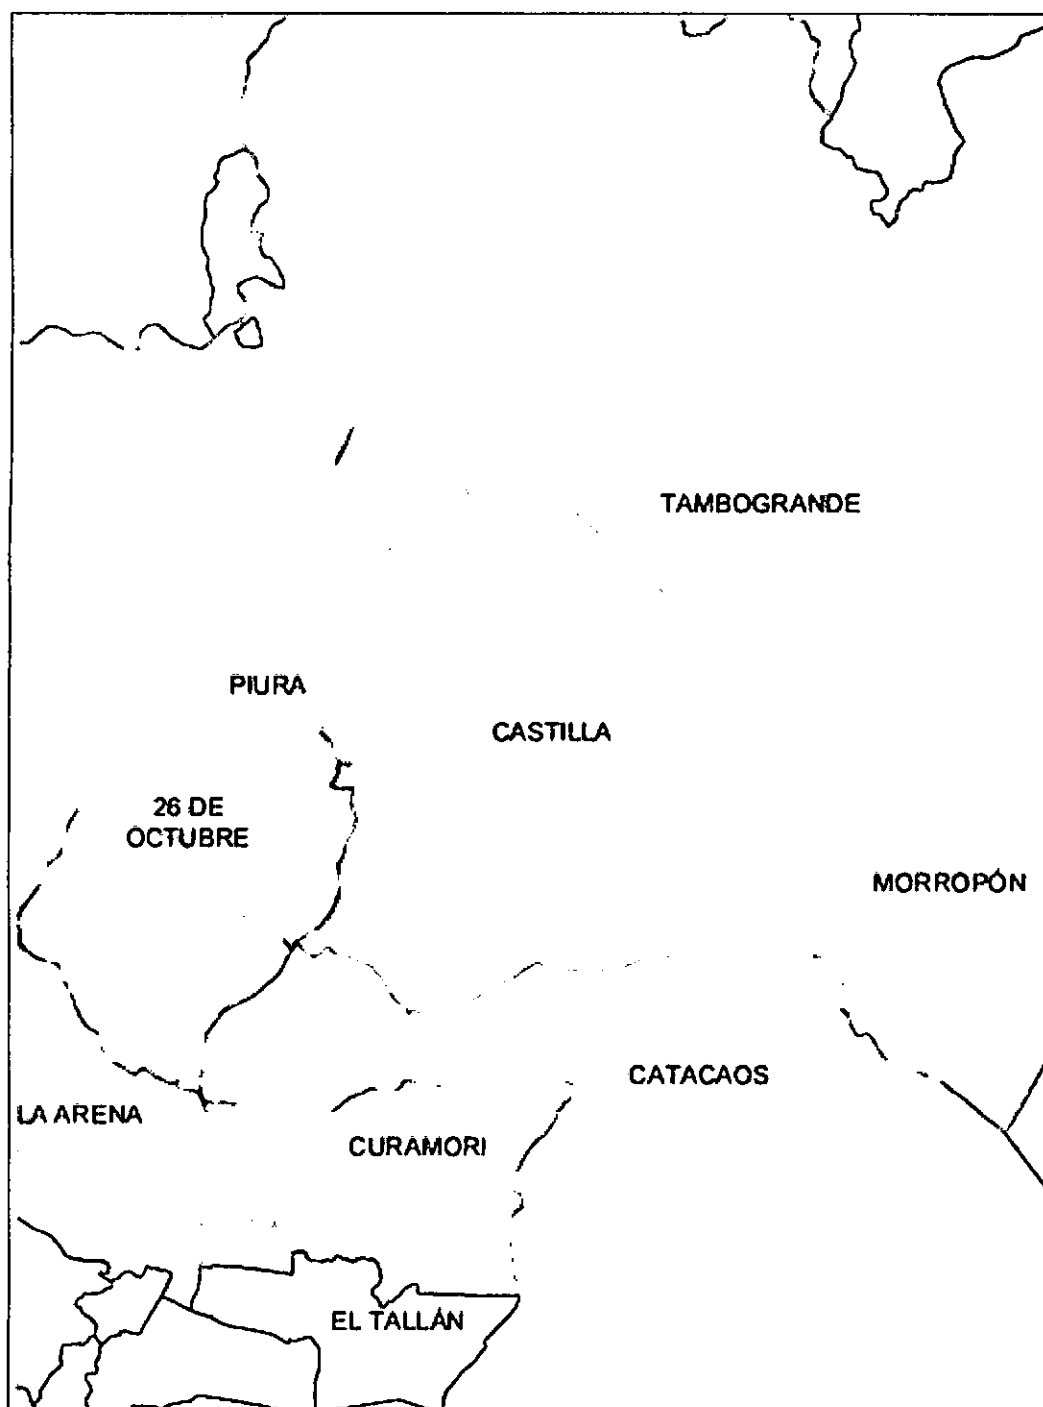 TAMBOGRANDE
PIURA
CASTILLA
26 DE
OCTUBRE
MORROPÓN
CATACAOS
LA ARENA
CURAMORI
EL TALLÁN